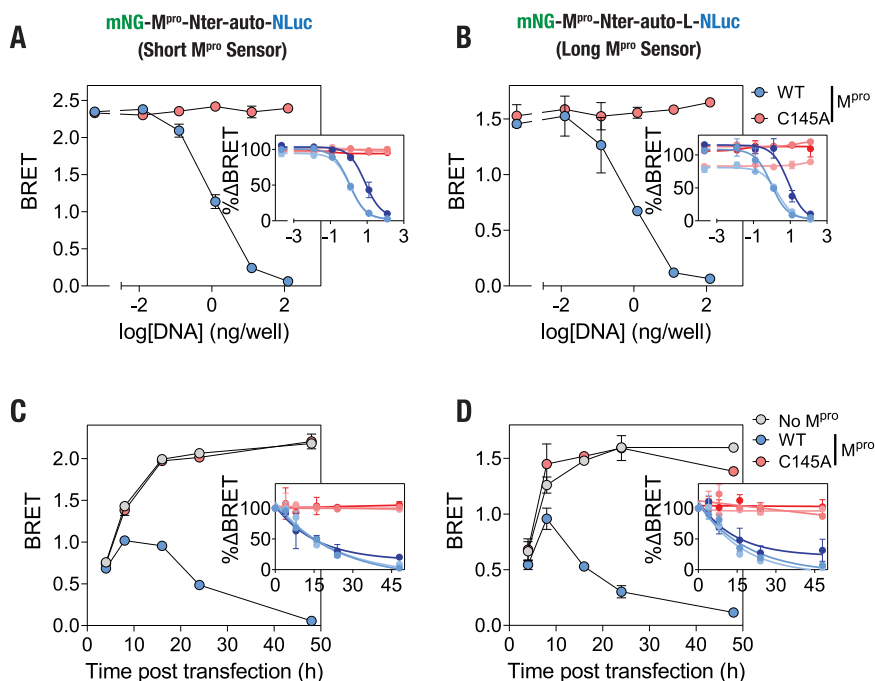 A
mNG-Mpro-Nter-auto-NLuc
(Short Mpro Sensor)
BRET
2.5
2.0
1.5
1.0
0.5
0.0
-2
0
2
log[DNA] (ng/well)
%ΔBRET
100
50
0
-3
-1
1
3
B
mNG-Mpro-Nter-auto-L-NLuc
(Long Mpro Sensor)
BRET
1.5
1.0
0.5
0.0
-2
0
2
log[DNA] (ng/well)
%ΔBRET
100
50
0
-3
-1
1
3
WT
C145A
Mpro
C
BRET
2.0
1.5
1.0
0.5
0.0
0 10 20 30 40 50
Time post transfection (h)
%ΔBRET
100
50
0
0 15 30 45
D
BRET
2.0
1.5
1.0
0.5
0.0
0 10 20 30 40 50
Time post transfection (h)
%ΔBRET
100
50
0
0 15 30 45
No Mpro
WT
C145A
Mpro